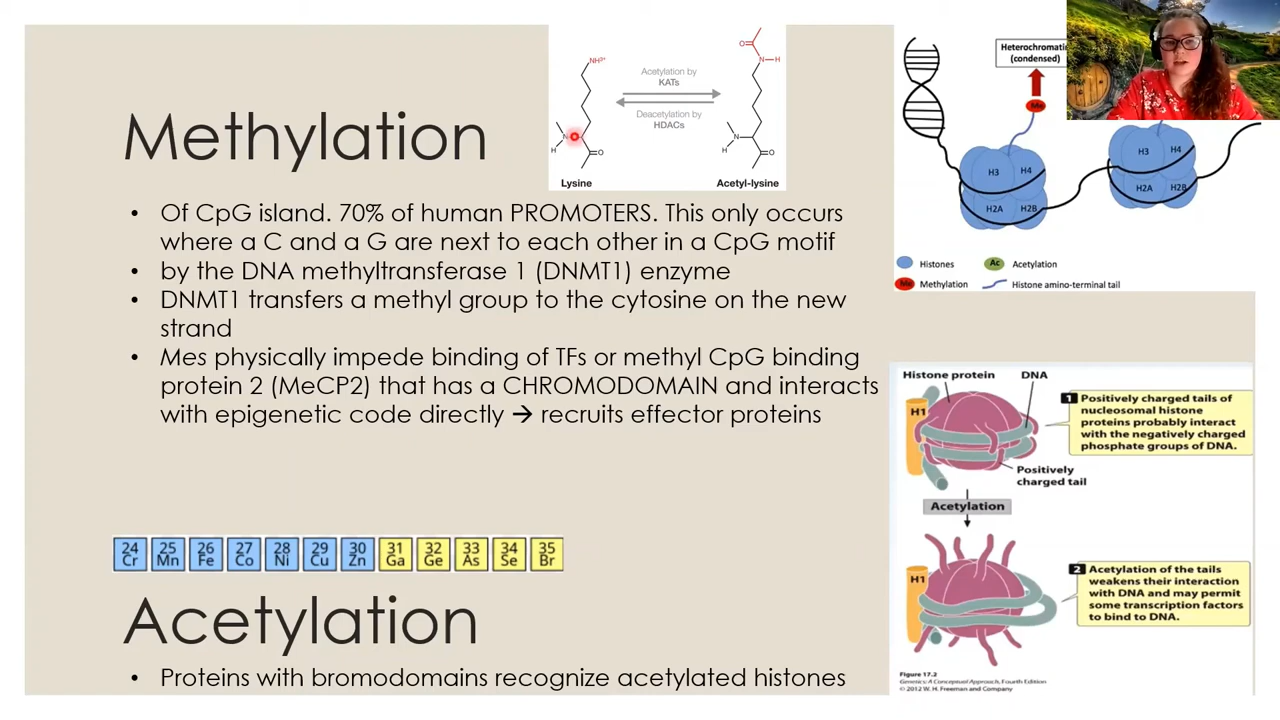 Methylation
• Of CpG island. 70% of human PROMOTERS. This only occurs
where a C and a G are next to each other in a CpG motif
• by the DNA methyltransferase 1 (DNMT1) enzyme
• DNMT1 transfers a methyl group to the cytosine on the new
strand
• Mes physically impede binding of TFs or methyl CpG binding
protein 2 (MeCP2) that has a CHROMODOMAIN and interacts
with epigenetic code directly → recruits effector proteins
24 25 26 27 28 29 30 31 32 33 34 35
Cr Mn Fe Co Ni Cu Zn Ga Ge As Se Br
Acetylation
• Proteins with bromodomains recognize acetylated histones
NH³⁺
Acetylation by
KATs
Deacetylation by
HDACs
N
H
O
Lysine
O
N H
N
H
O
Acetyl-lysine
(condensed)
Me
H3 H4
H2A H2B
H3 H4
H2A H2B
Histones
Ac Acetylation
Me Methylation
Histone amino-terminal tail
Histone protein DNA
H1
1 Positively charged tails of
nucleosomal histone
proteins probably interact
with the negatively charged
phosphate groups of DNA.
Positively
charged tail
Acetylation
H1
2 Acetylation of the tails
weakens their interaction
with DNA and may permit
some transcription factors
to bind to DNA.
Figure 17.2
Genetics: A Conceptual Approach, Fourth Edition
© 2012 W. H. Freeman and Company